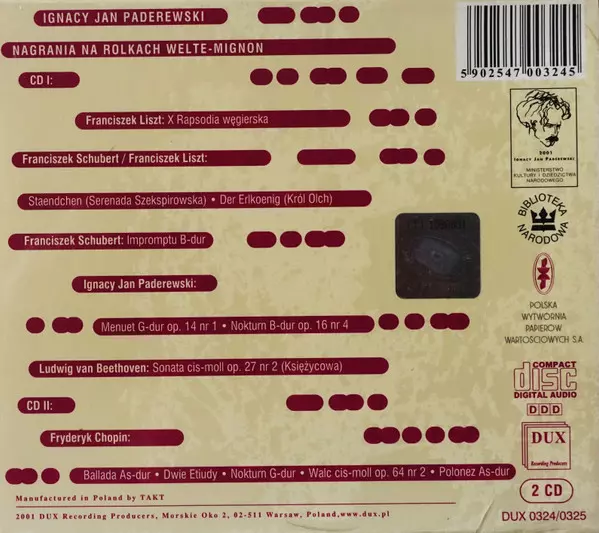 IGNACY JAN PADEREWSKI
NAGRANIA NA ROLKACH WELTE-MIGNON
CD I:
Franciszek Liszt: X Rapsodia węgierska
Franciszek Schubert / Franciszek Liszt:
Staendchen (Serenada Szekspirowska) • Der Erlkoenig (Król Olch)
Franciszek Schubert: Impromptu B-dur
Ignacy Jan Paderewski:
Menuet G-dur op. 14 nr 1 • Nokturn B-dur op. 16 nr 4
Ludwig van Beethoven: Sonata cis-moll op. 27 nr 2 (Księżycowa)
CD II:
Fryderyk Chopin:
Ballada As-dur • Dwie Etiudy • Nokturn G-dur • Walc cis-moll op. 64 nr 2 • Polonez As-dur
Manufactured in Poland by TAKT
2001 DUX Recording Producers, Morskie Oko 2, 02-511 Warsaw, Poland,www.dux.pl
5902547003245
2001
IGNACY JAN PADEREWSKI
MINISTERSTWO
KULTURY I DZIEDZICTWA
NARODOWEGO
BIBLIOTEKA
NARODOWA
POLSKA
WYTWÓRNIA
PAPIERÓW
WARTOŚCIOWYCH S.A.
COMPACT
disc
DIGITAL AUDIO
DDD
DUX
Recording Producers
2 CD
DUX 0324/0325